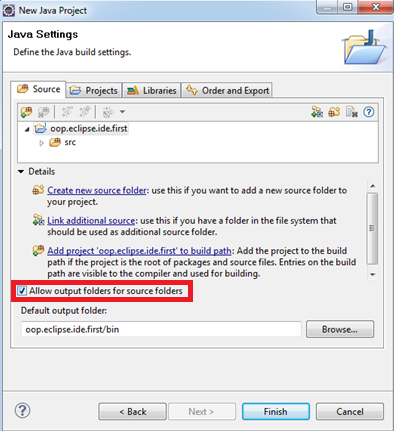 New Java Project
Java Settings
Define the Java build settings.
Source
Projects
Libraries
Order and Export
oop.eclipse.ide.first
src
Details
Create new source folder: use this if you want to add a new source folder to
your project.
Link additional source: use this if you have a folder in the file system that
should be used as additional source folder.
Add project 'oop.eclipse.ide.first' to build path: Add the project to the build
path if the project is the root of packages and source files. Entries on the build
path are visible to the compiler and used for building.
Allow output folders for source folders
Default output folder:
oop.eclipse.ide.first/bin
Browse...
< Back
Next >
Finish
Cancel